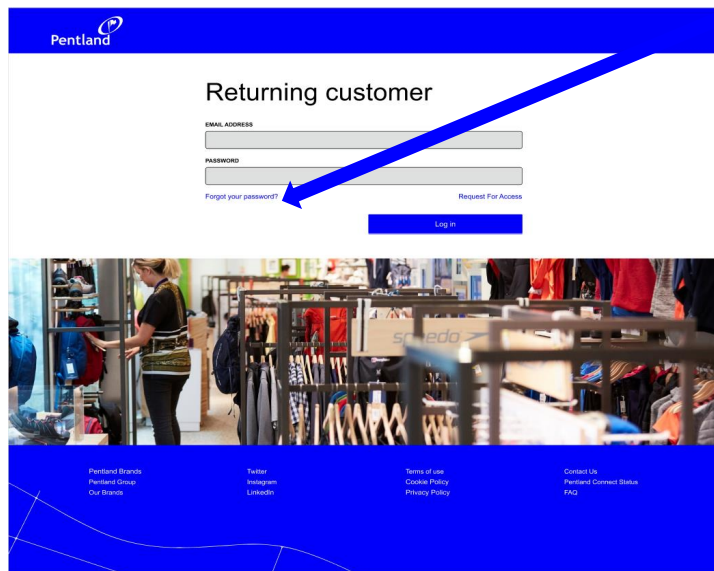 Pentland
Returning customer
EMAIL ADDRESS
PASSWORD
Forgot your password?
Request For Access
Log in
speedo
Pentland Brands
Pentland Group
Our Brands
Twitter
Instagram
LinkedIn
Terms of use
Cookie Policy
Privacy Policy
Contact Us
Pentland Connect Status
FAQ